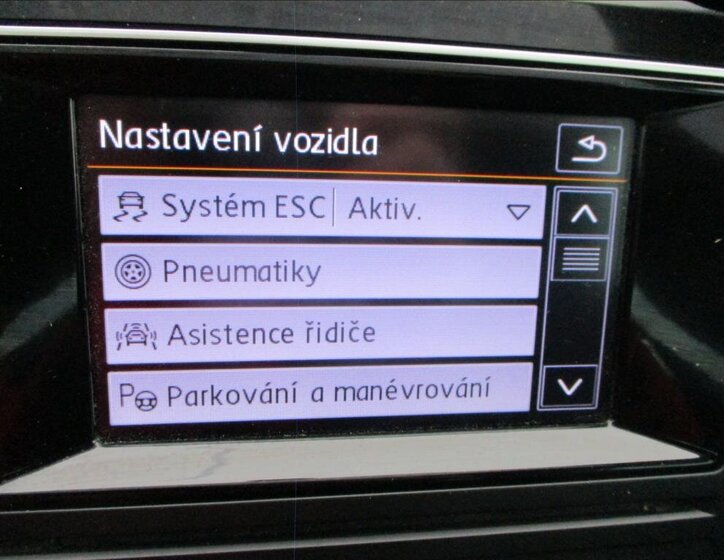 Nastavení vozidla
Systém ESC Aktiv.
Pneumatiky
Asistence řidiče
P Parkování a manévrování